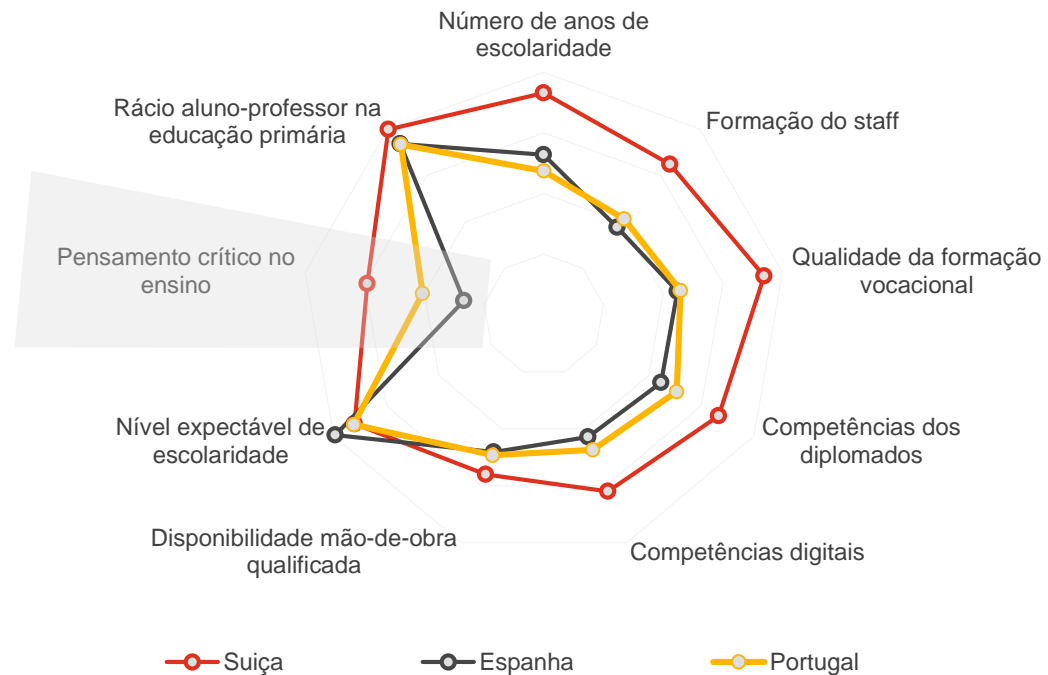 Número de anos de
escolaridade
Formação do staff
Qualidade da formação
vocacional
Competências dos
diplomados
Competências digitais
Disponibilidade mão-de-obra
qualificada
Nível expectável de
escolaridade
Pensamento crítico no
ensino
Rácio aluno-professor na
educação primária
Suiça
Espanha
Portugal